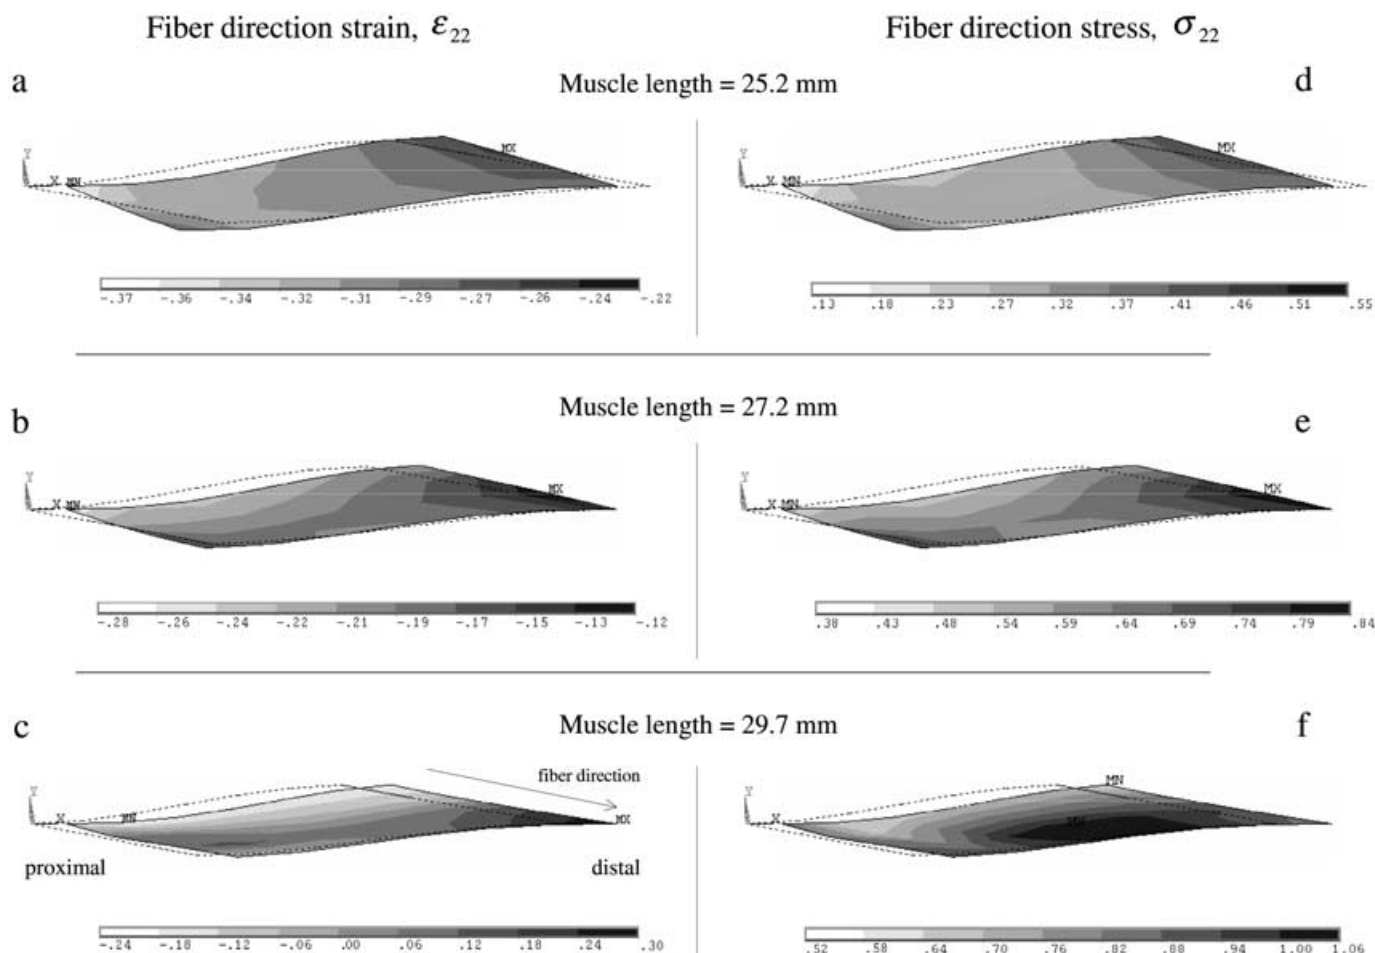 Fiber direction strain, ε22
Fiber direction stress, σ22
a
Muscle length = 25.2 mm
d
Y
X
MN
MX
Y
X
MN
MX
-.37 -.36 -.34 -.32 -.31 -.29 -.27 -.26 -.24 -.22
.13 .18 .23 .27 .32 .37 .41 .46 .51 .55
b
Muscle length = 27.2 mm
e
Y
X
MN
MX
Y
X
MN
MX
-.28 -.26 -.24 -.22 -.21 -.19 -.17 -.15 -.13 -.12
.38 .43 .48 .54 .59 .64 .69 .74 .79 .84
c
Muscle length = 29.7 mm
f
fiber direction
Y
X
MN
MX
Y
X
MN
proximal
distal
-.24 -.18 -.12 -.06 .00 .06 .12 .18 .24 .30
.52 .58 .64 .70 .76 .82 .88 .94 1.00 1.06